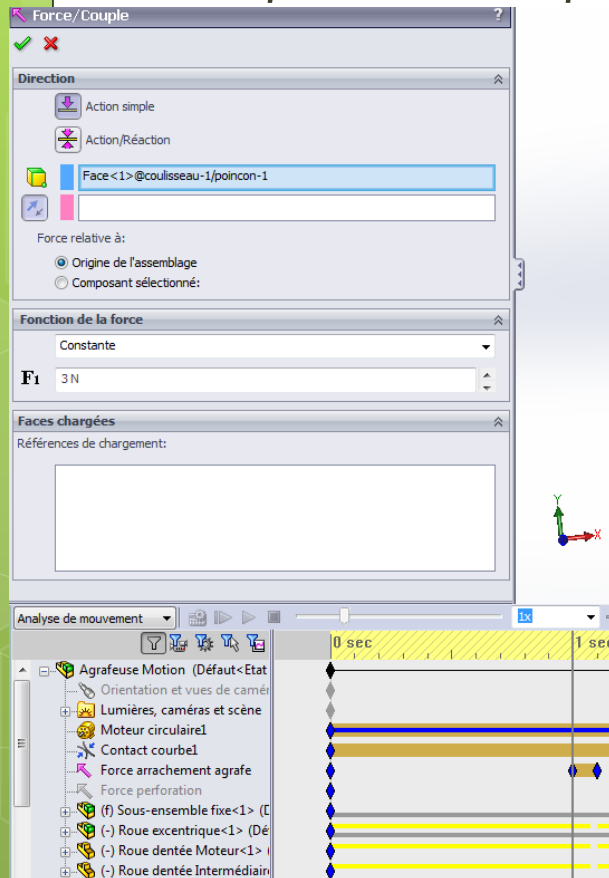 Force/Couple ?
Direction
Action simple
Action/Réaction
Face<1>@coulisseau-1/poincon-1
Force relative à:
Origine de l'assemblage
Composant sélectionné:
Fonction de la force
Constante
F1 3 N
Faces chargées
Références de chargement:
Y
X
Analyse de mouvement 1x
0 sec 1 sec
Agrafeuse Motion (Défaut<Etat
Orientation et vues de camér
Lumières, caméras et scène
Moteur circulaire1
Contact courbe1
Force arrachement agrafe
Force perforation
(f) Sous-ensemble fixe<1> (D
(-) Roue excentrique<1> (Dé
(-) Roue dentée Moteur<1> (
(-) Roue dentée Intermédiair